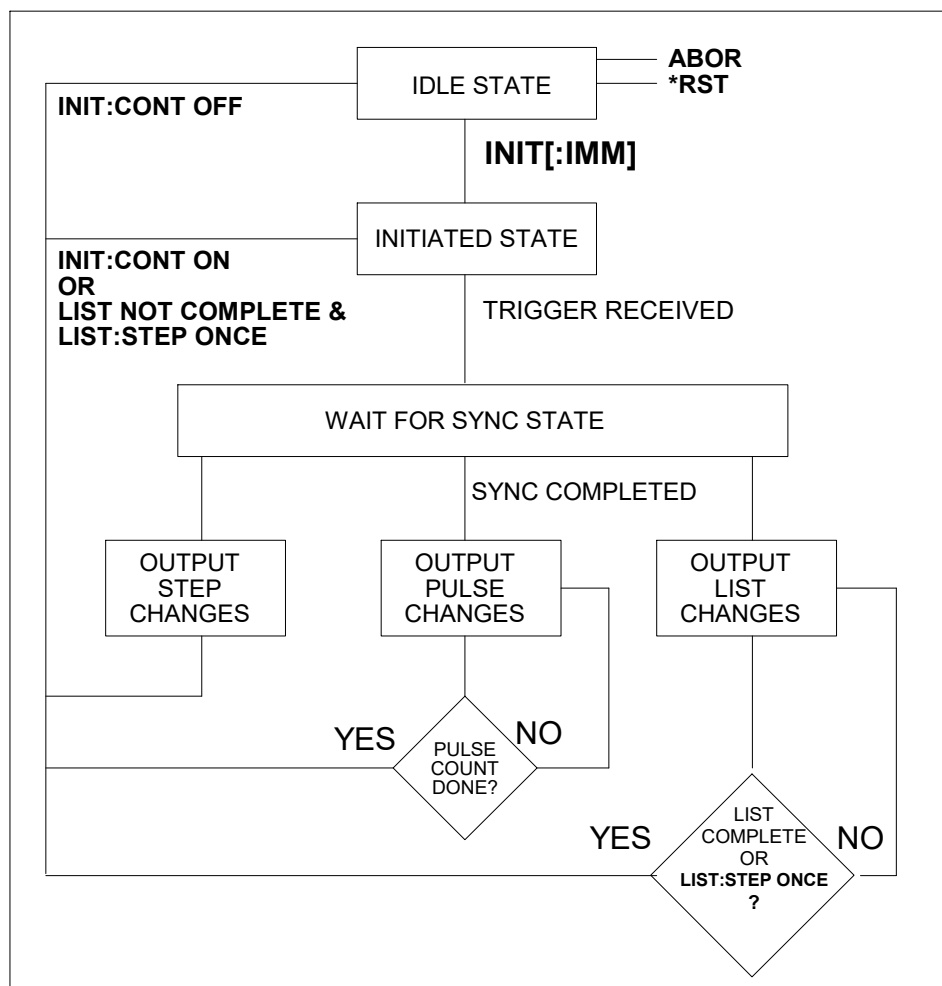 ABOR
*RST
IDLE STATE
INIT:CONT OFF
INIT[:IMM]
INITIATED STATE
INIT:CONT ON
OR
LIST NOT COMPLETE &
LIST:STEP ONCE
TRIGGER RECEIVED
WAIT FOR SYNC STATE
SYNC COMPLETED
OUTPUT
STEP
CHANGES
OUTPUT
PULSE
CHANGES
OUTPUT
LIST
CHANGES
YES
NO
PULSE
COUNT
DONE?
YES
NO
LIST
COMPLETE
OR
LIST:STEP ONCE
?